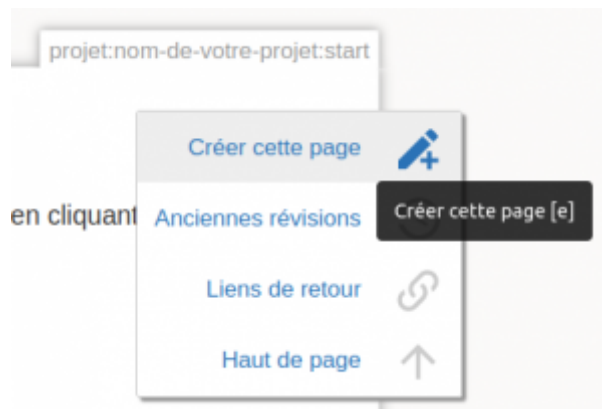 projet:nom-de-votre-projet:start
Créer cette page
Créer cette page [e]
en cliquant
Anciennes révisions
Liens de retour
Haut de page